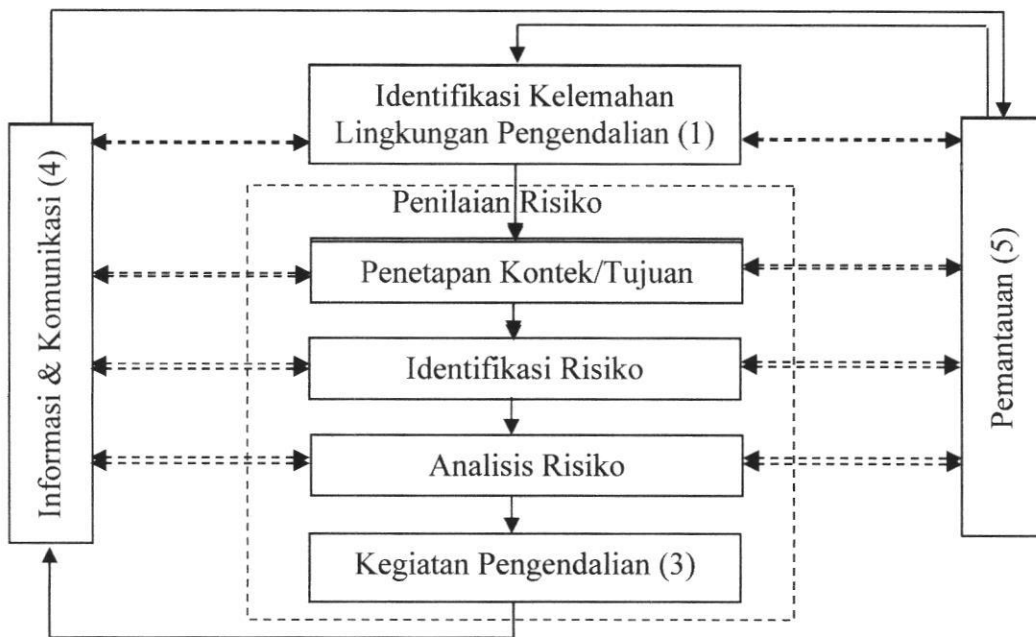 Identifikasi Kelemahan
Lingkungan Pengendalian (1)
Penilaian Risiko
Penetapan Kontek/Tujuan
Identifikasi Risiko
Analisis Risiko
Kegiatan Pengendalian (3)
Informasi & Komunikasi (4)
Pemantauan (5)